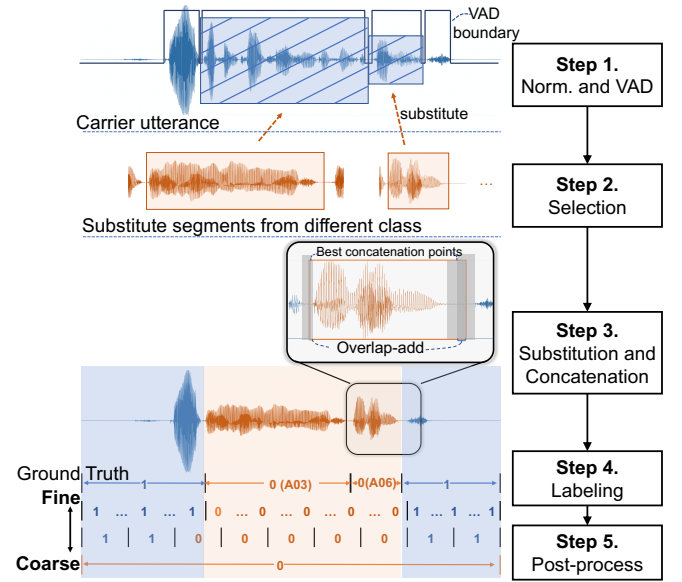 VAD
boundary
Step 1.
Norm. and VAD
Carrier utterance
substitute
...
Step 2.
Selection
Substitute segments from different class
Best concatenation points
Overlap-add
Step 3.
Substitution and
Concatenation
Ground Truth
1 0 (A03) 0(A06) 1
Step 4.
Labeling
Fine
1 ... 1 ... 1 0 ... 0 ... 0 ... 0 1 ... 1 ... 1
1 1 0 0 0 0 0 1 1
Step 5.
Post-process
Coarse
0